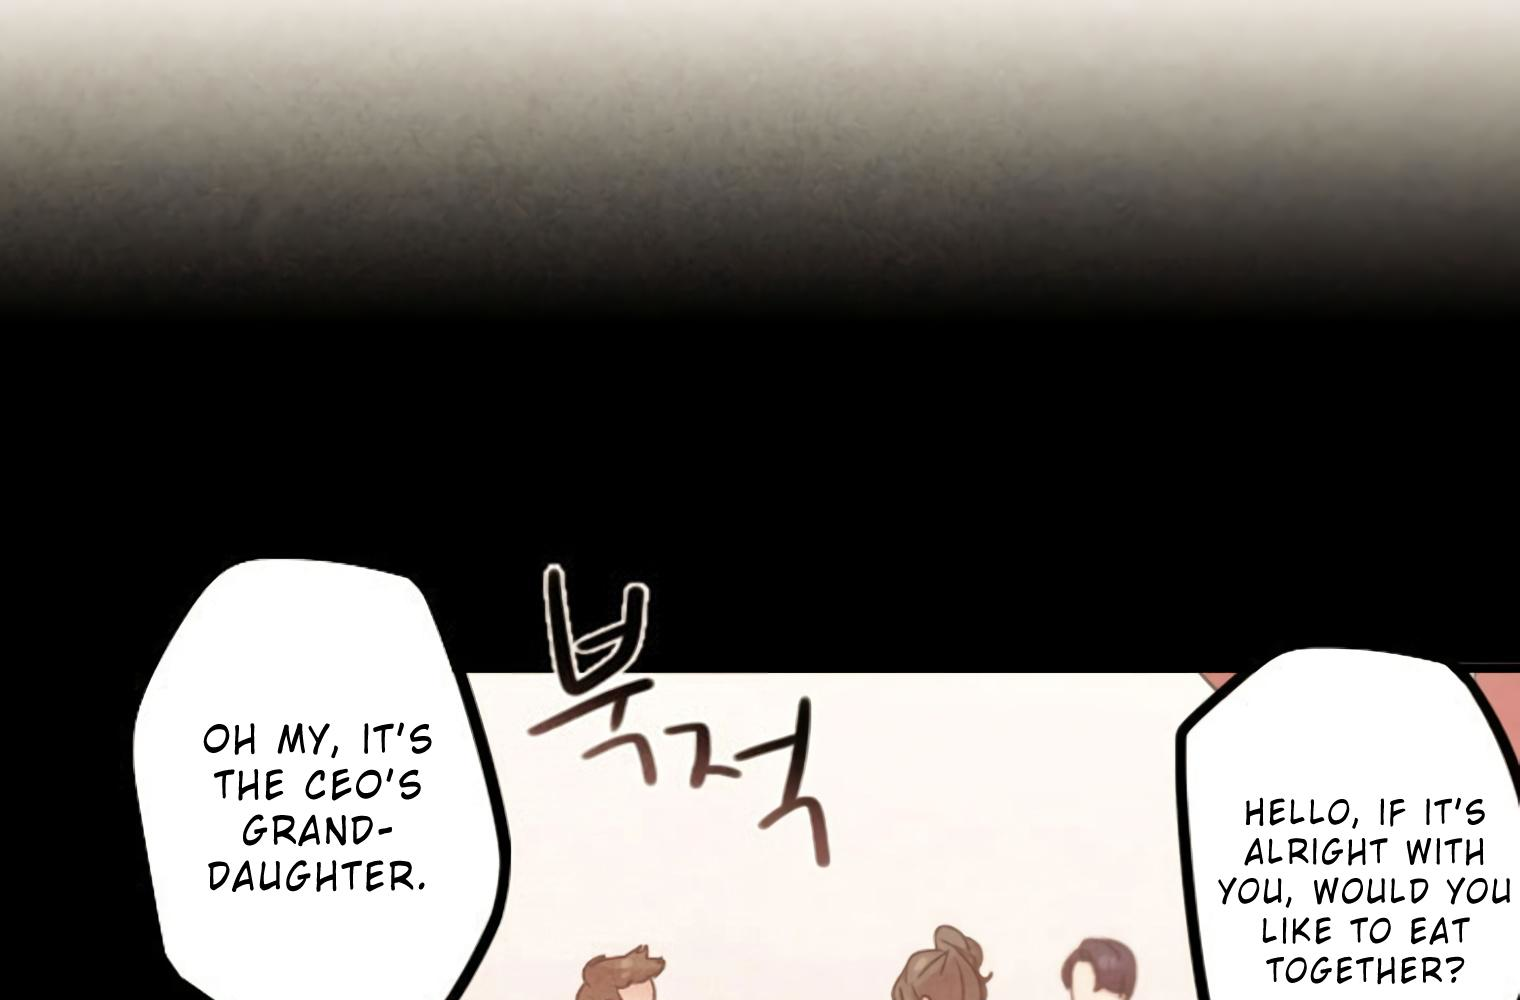 북적
OH MY, IT'S
THE CEO'S
GRAND-
DAUGHTER.
HELLO, IF IT'S
ALRIGHT WITH
YOU, WOULD YOU
LIKE TO EAT
TOGETHER?